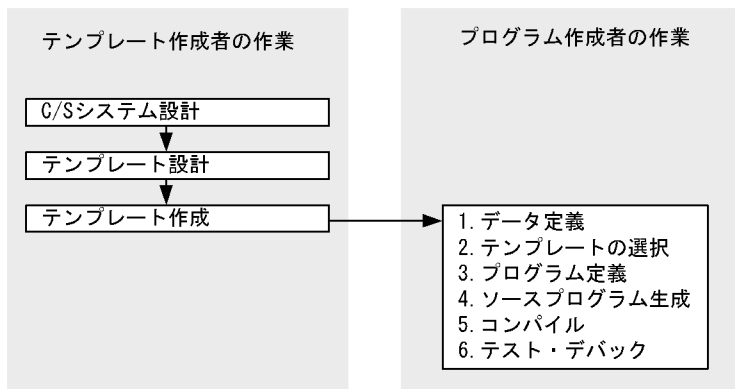 テンプレート作成者の作業
C/Sシステム設計
テンプレート設計
テンプレート作成
プログラム作成者の作業
1. データ定義
2. テンプレートの選択
3. プログラム定義
4. ソースプログラム生成
5. コンパイル
6. テスト・デバック